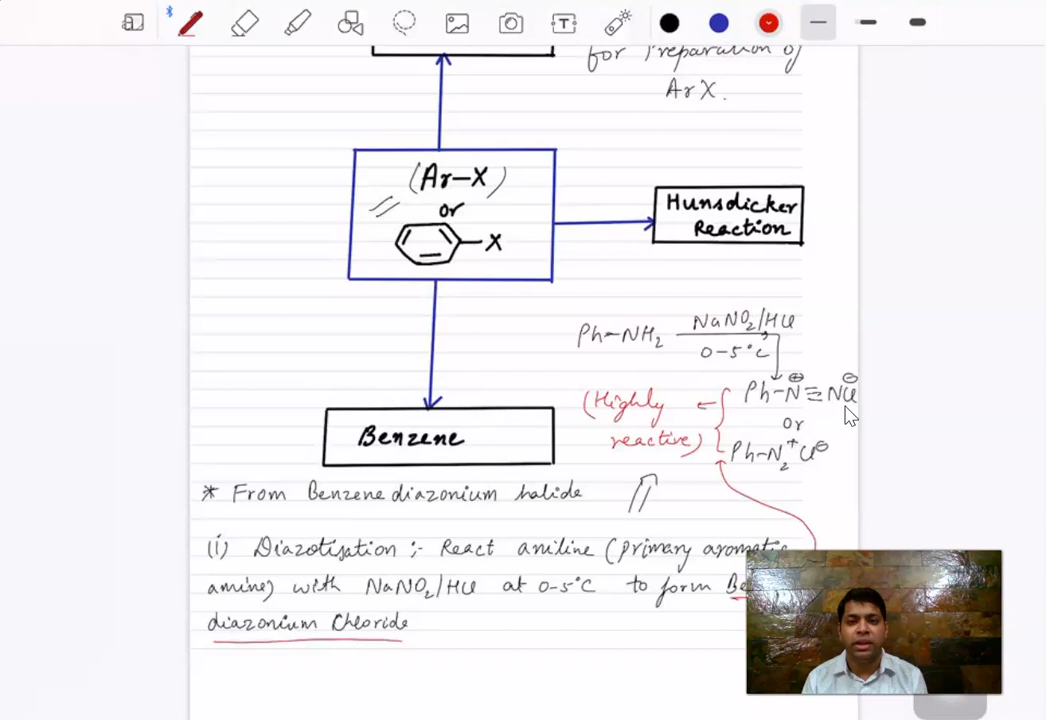 for Preparation of
ArX.
(Ar-X)
or
X
Hunsdicker
Reaction
Ph-NH2 NaNO2/HCl
0-5°C
Ph-N⊕≡NCl⊖
or
Ph-N2+Cl⊖
(Highly
reactive)
Benzene
* From Benzene diazonium halide
(i) Diazotisation :- React aniline (primary aromatic
amine) with NaNO2/HCl at 0-5°C to form Be
diazonium Chloride